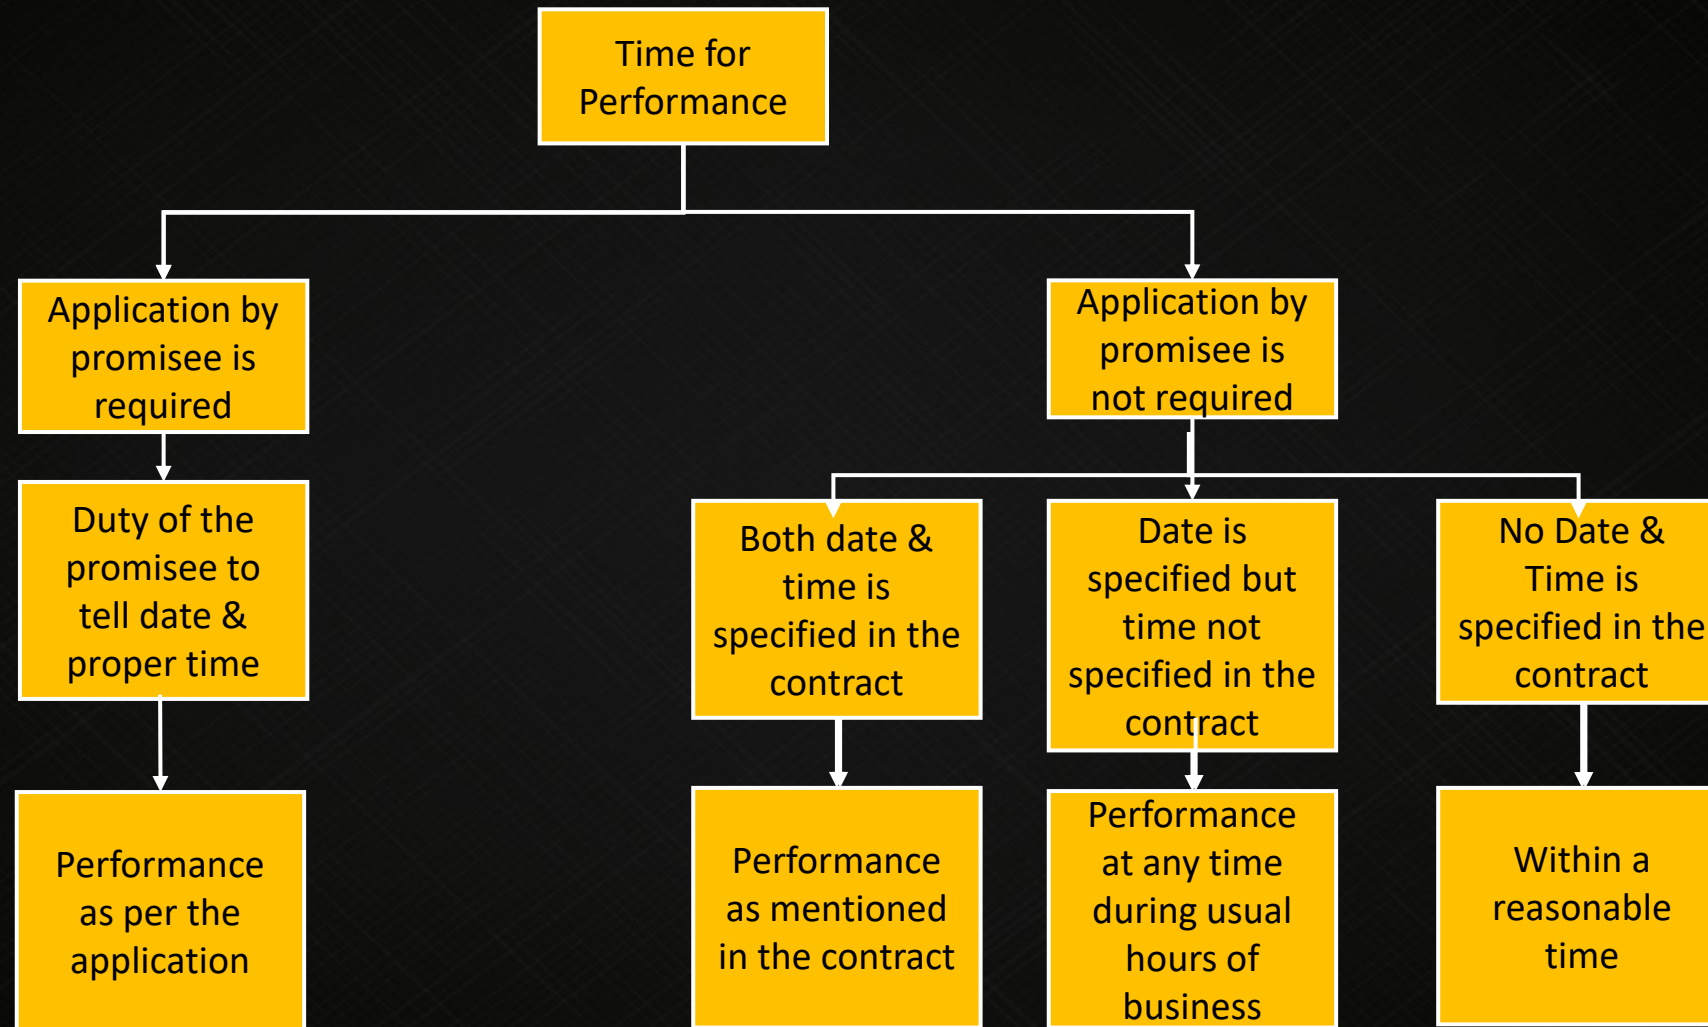 Time for
Performance
Application by
promisee is
required
Application by
promisee is
not required
Duty of the
promisee to
tell date &
proper time
Both date &
time is
specified in the
contract
Date is
specified but
time not
specified in the
contract
No Date &
Time is
specified in the
contract
Performance
as per the
application
Performance
as mentioned
in the contract
Performance
at any time
during usual
hours of
business
Within a
reasonable
time